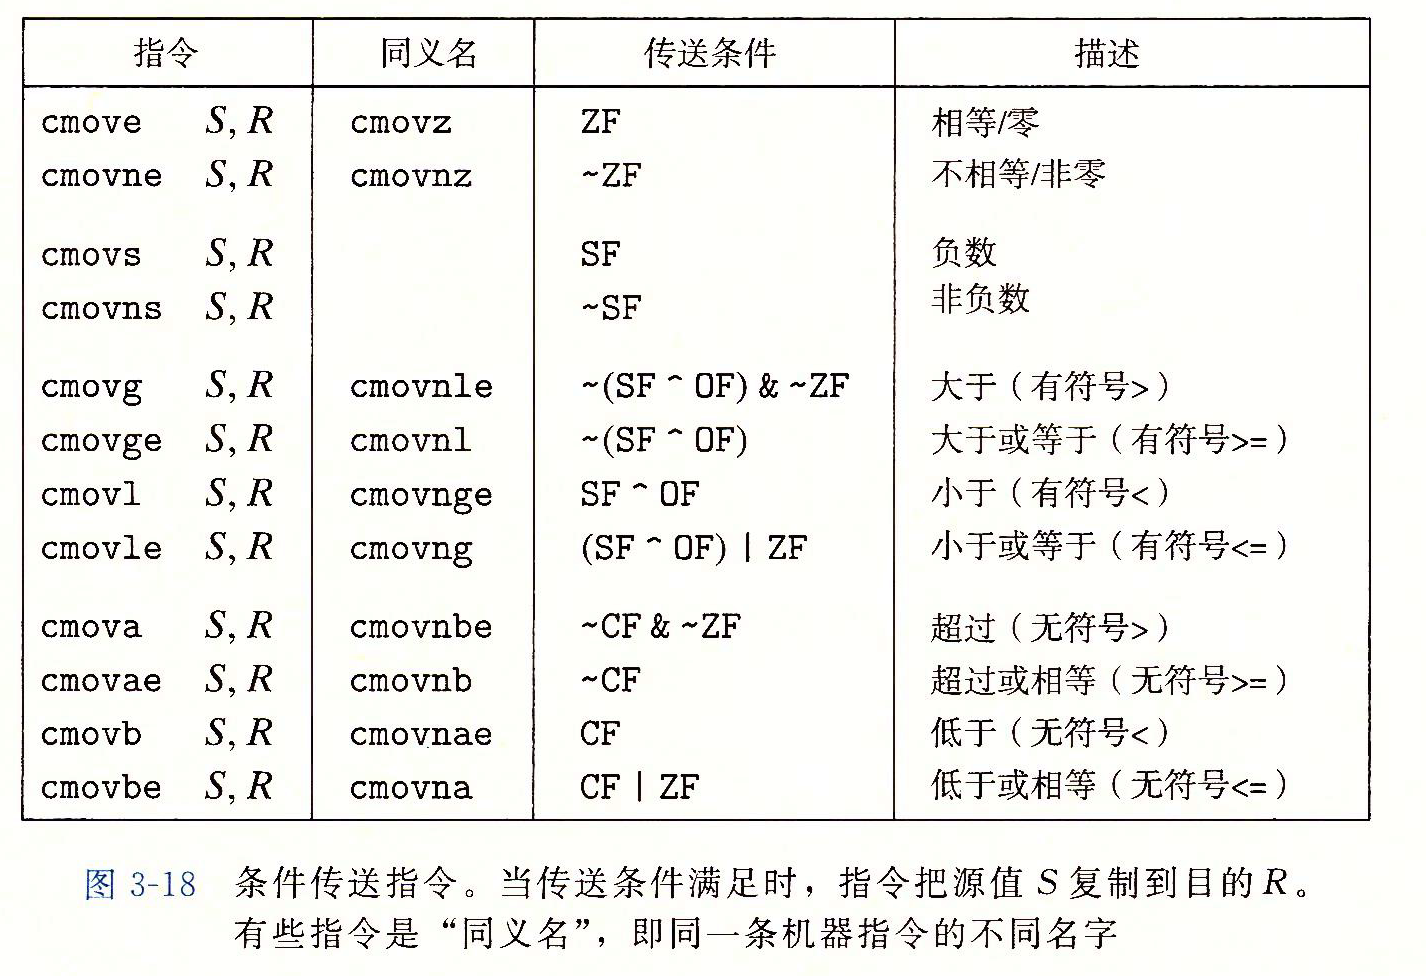 指令 同义名 传送条件 描述
cmove S, R cmovz ZF 相等/零
cmovne S, R cmovnz ~ZF 不相等/非零
cmovs S, R SF 负数
cmovns S, R ~SF 非负数
cmovg S, R cmovnle ~(SF ^ OF) & ~ZF 大于（有符号>）
cmovge S, R cmovnl ~(SF ^ OF) 大于或等于（有符号>=）
cmovl S, R cmovnge SF ^ OF 小于（有符号<）
cmovle S, R cmovng (SF ^ OF) | ZF 小于或等于（有符号<=）
cmova S, R cmovnbe ~CF & ~ZF 超过（无符号>）
cmovae S, R cmovnb ~CF 超过或相等（无符号>=）
cmovb S, R cmovnae CF 低于（无符号<）
cmovbe S, R cmovna CF | ZF 低于或相等（无符号<=）
图 3-18 条件传送指令。当传送条件满足时，指令把源值 S 复制到目的 R。
有些指令是“同义名”，即同一条机器指令的不同名字